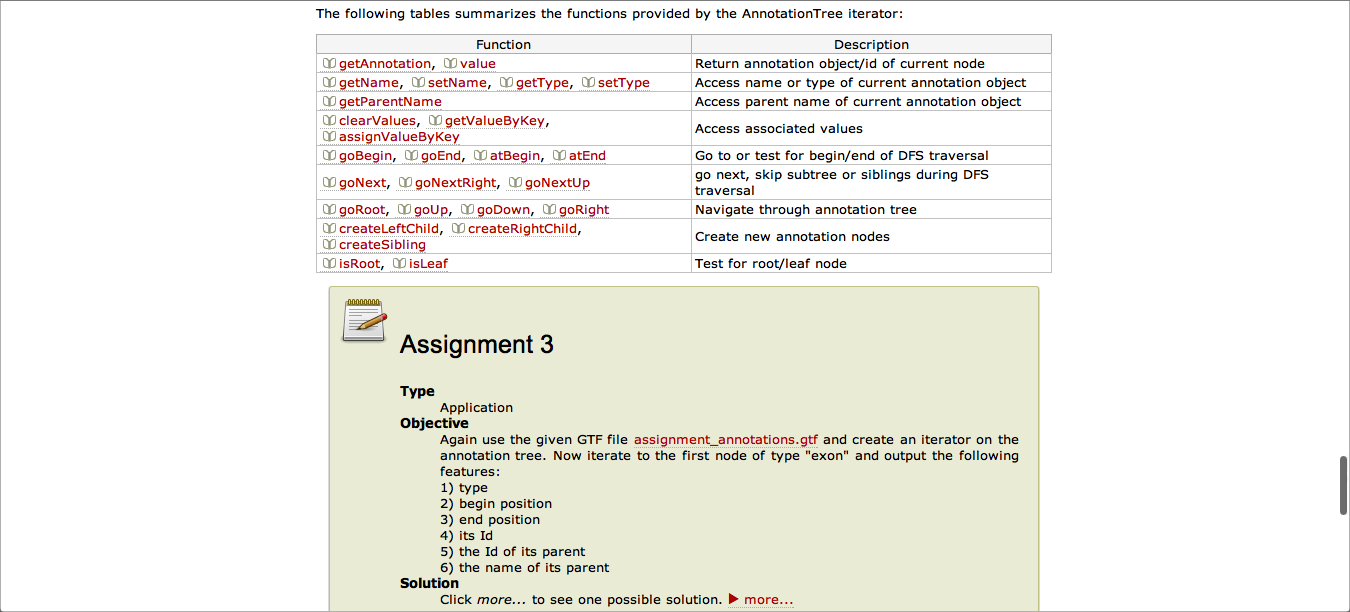 The following tables summarizes the functions provided by the AnnotationTree iterator:
Function Description
getAnnotation, value Return annotation object/id of current node
getName, setName, getType, setType Access name or type of current annotation object
getParentName Access parent name of current annotation object
clearValues, getValueByKey,
assignValueByKey
Access associated values
goBegin, goEnd, atBegin, atEnd Go to or test for begin/end of DFS traversal
goNext, goNextRight, goNextUp
go next, skip subtree or siblings during DFS
traversal
goRoot, goUp, goDown, goRight Navigate through annotation tree
createLeftChild, createRightChild,
createSibling
Create new annotation nodes
isRoot, isLeaf Test for root/leaf node
Assignment 3
Type
Application
Objective
Again use the given GTF file assignment_annotations.gtf and create an iterator on the
annotation tree. Now iterate to the first node of type "exon" and output the following
features:
1) type
2) begin position
3) end position
4) its Id
5) the Id of its parent
6) the name of its parent
Solution
Click more... to see one possible solution. ▶ more...